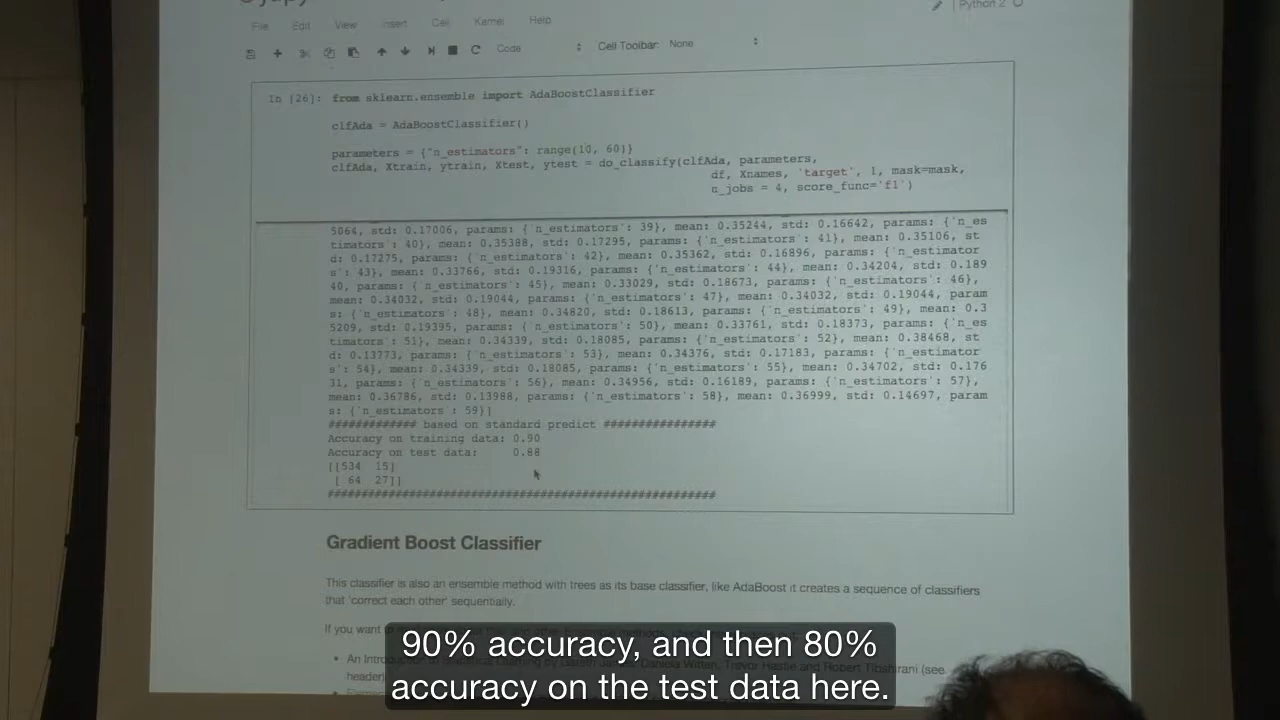 Python 2
File Edit View Insert Cell Kernel Help
Code Cell Toolbar: None
In [26]: from sklearn.ensemble import AdaBoostClassifier
clfAda = AdaBoostClassifier()
parameters = {"n_estimators": range(10, 60)}
clfAda, Xtrain, ytrain, Xtest, ytest = do_classify(clfAda, parameters,
df, Xnames, 'target', 1, mask=mask,
n_jobs = 4, score_func='f1')
5064, std: 0.17006, params: {'n_estimators': 39}, mean: 0.35244, std: 0.16642, params: {'n_es
timators': 40}, mean: 0.35388, std: 0.17295, params: {'n_estimators': 41}, mean: 0.35106, st
d: 0.17275, params: {'n_estimators': 42}, mean: 0.35362, std: 0.16896, params: {'n_estimator
s': 43}, mean: 0.33766, std: 0.19316, params: {'n_estimators': 44}, mean: 0.34204, std: 0.189
40, params: {'n_estimators': 45}, mean: 0.33029, std: 0.18673, params: {'n_estimators': 46},
mean: 0.34032, std: 0.19044, params: {'n_estimators': 47}, mean: 0.34032, std: 0.19044, param
s: {'n_estimators': 48}, mean: 0.34820, std: 0.18613, params: {'n_estimators': 49}, mean: 0.3
5209, std: 0.19395, params: {'n_estimators': 50}, mean: 0.33761, std: 0.18373, params: {'n_es
timators': 51}, mean: 0.34339, std: 0.18085, params: {'n_estimators': 52}, mean: 0.38468, st
d: 0.13773, params: {'n_estimators': 53}, mean: 0.34376, std: 0.17183, params: {'n_estimator
s': 54}, mean: 0.34339, std: 0.18085, params: {'n_estimators': 55}, mean: 0.34702, std: 0.176
31, params: {'n_estimators': 56}, mean: 0.34956, std: 0.16189, params: {'n_estimators': 57},
mean: 0.36786, std: 0.13988, params: {'n_estimators': 58}, mean: 0.36999, std: 0.14697, param
s: {'n_estimators': 59}]
############# based on standard predict ################
Accuracy on training data: 0.90
Accuracy on test data: 0.88
[[534 15]
[ 64 27]]
########################################################
Gradient Boost Classifier
This classifier is also an ensemble method with trees as its base classifier, like AdaBoost it creates a sequence of classifiers
that 'correct each other' sequentially.
If you want
An Introduction to Statistical Learning by Gareth James, Daniela Witten, Trevor Hastie and Robert Tibshirani (see
header)
90% accuracy, and then 80%
accuracy on the test data here.